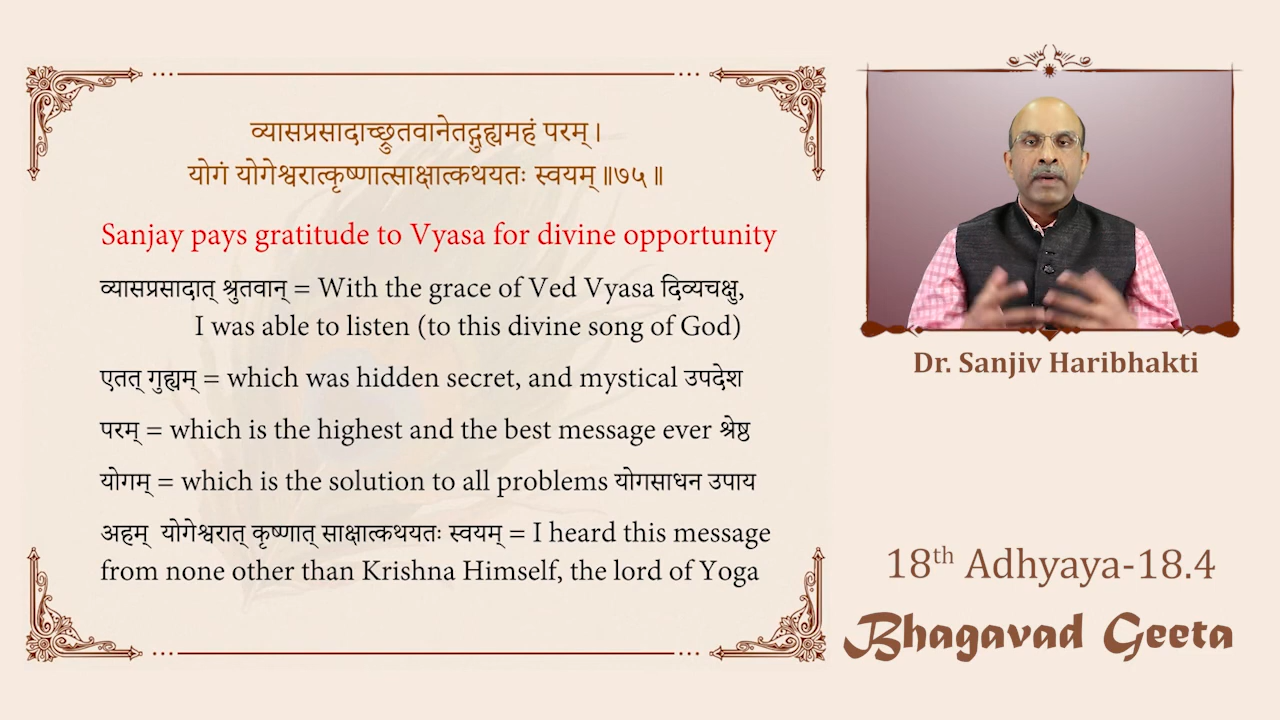 व्यासप्रसादाच्छ्रुतवानेतद्गुह्यमहं परम् ।
योगं योगेश्वरात्कृष्णात्साक्षात्कथयतः स्वयम् ॥७५॥
Sanjay pays gratitude to Vyasa for divine opportunity
व्यासप्रसादात् श्रुतवान् = With the grace of Ved Vyasa दिव्यचक्षु,
I was able to listen (to this divine song of God)
एतत् गुह्यम् = which was hidden secret, and mystical उपदेश
परम् = which is the highest and the best message ever श्रेष्ठ
योगम् = which is the solution to all problems योगसाधन उपाय
अहम् योगेश्वरात् कृष्णात् साक्षात्कथयतः स्वयम् = I heard this message
from none other than Krishna Himself, the lord of Yoga
Dr. Sanjiv Haribhakti
18th Adhyaya-18.4
Bhagavad Geeta